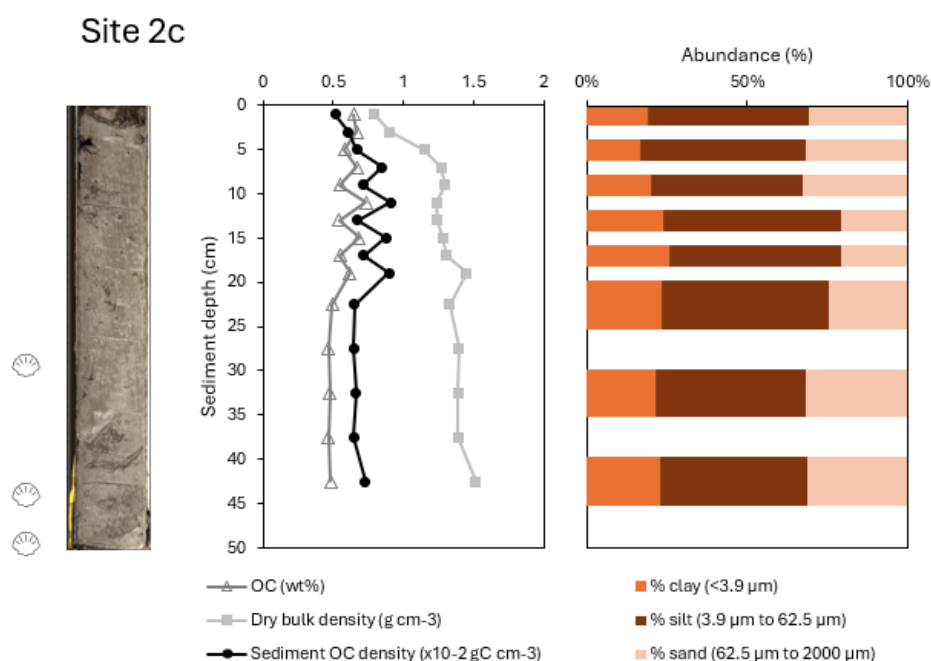 Site 2c
Abundance (%)
0 0.5 1 1.5 2
0% 50% 100%
Sediment depth (cm)
0
5
10
15
20
25
30
35
40
45
50
OC (wt%)
Dry bulk density (g cm-3)
Sediment OC density (x10-2 gC cm-3)
% clay (<3.9 µm)
% silt (3.9 µm to 62.5 µm)
% sand (62.5 µm to 2000 µm)